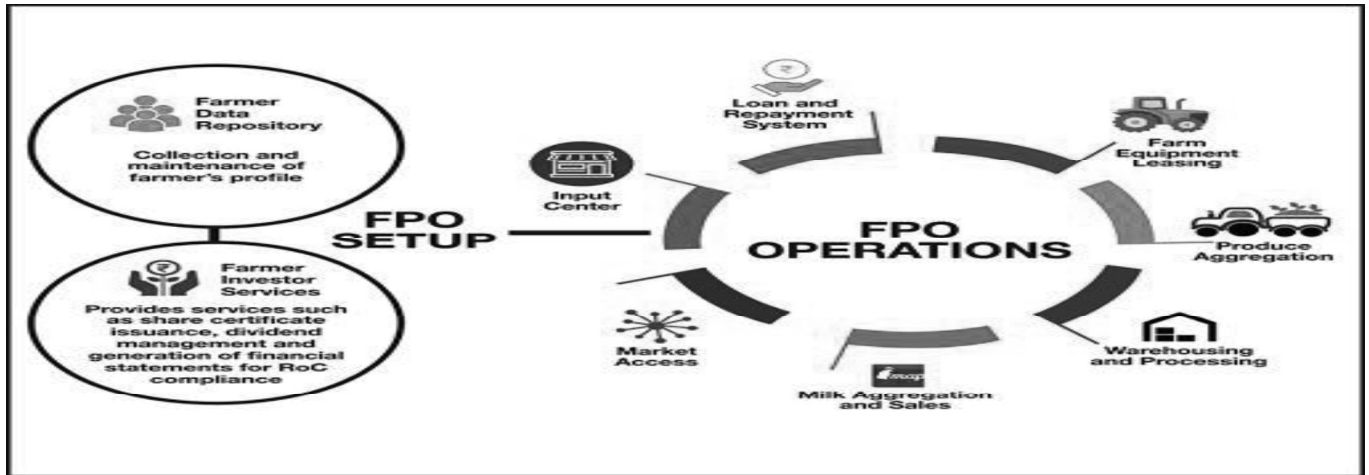 Farmer
Data
Repository
Collection and
maintenance of
farmer's profile
FPO
SETUP
Farmer
Investor
Services
Provides services such
as share certificate
issuance, dividend
management and
generation of financial
statements for RoC
compliance
Input
Center
Loan and
Repayment
System
Farm
Equipment
Leasing
FPO
OPERATIONS
Produce
Aggregation
Warehousing
and Processing
Milk Aggregation
and Sales
Market
Access